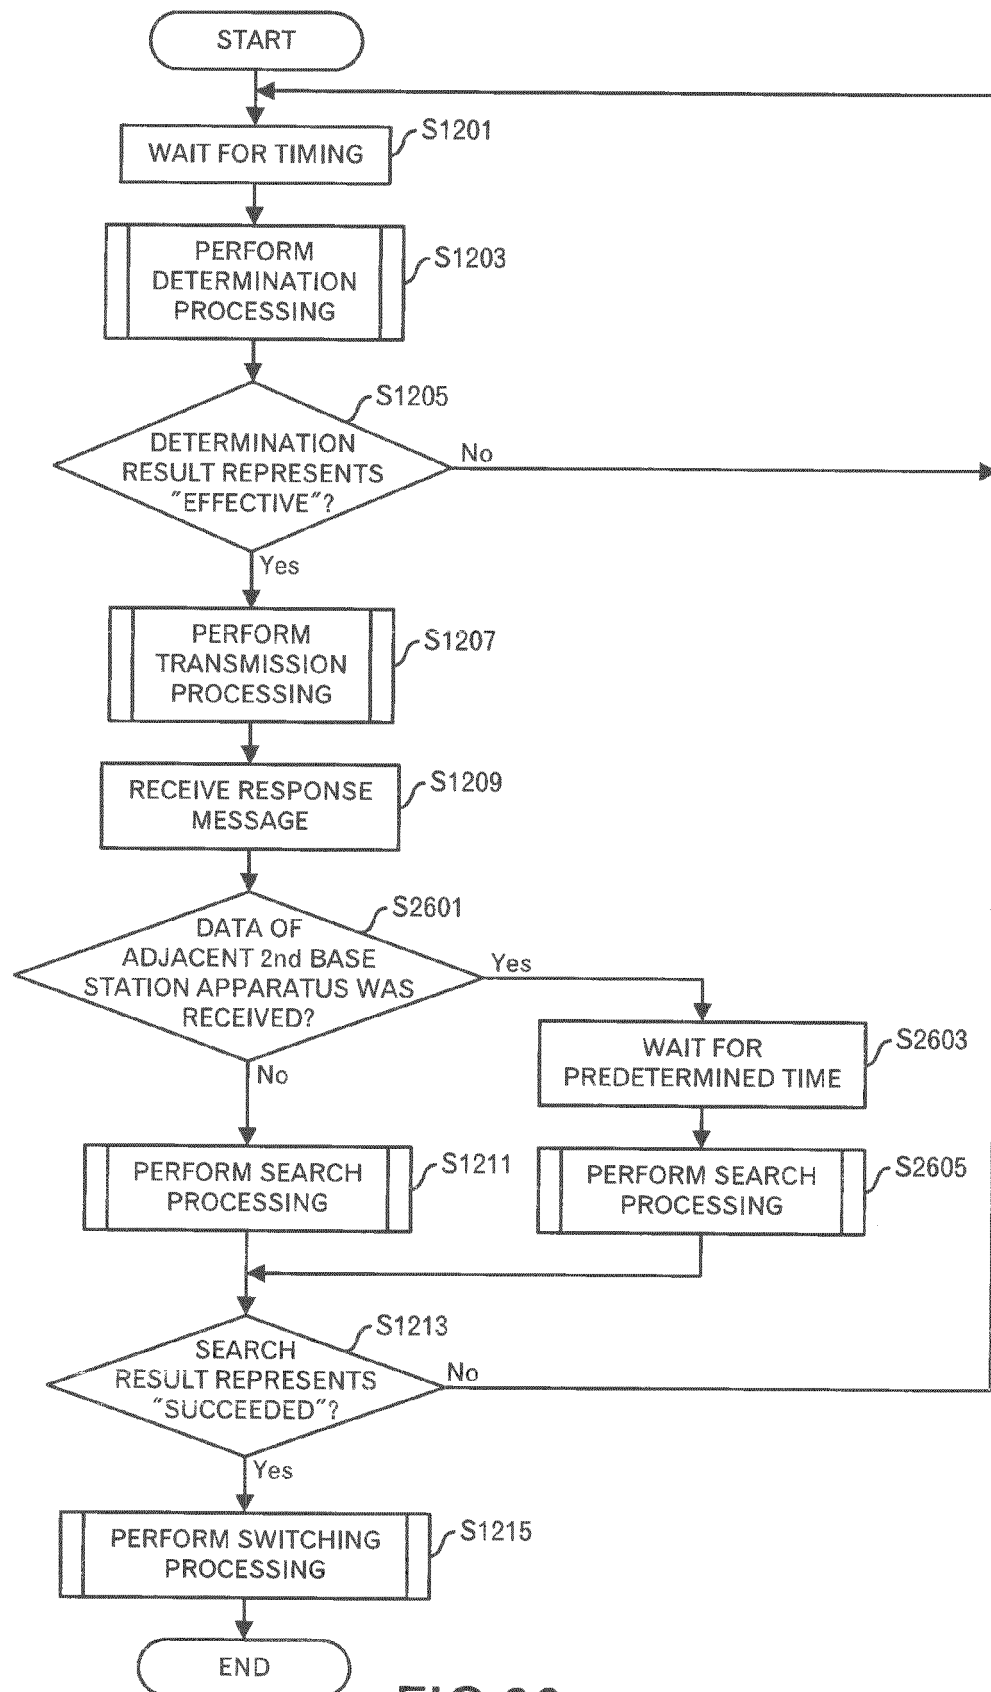 START
S1201
WAIT FOR TIMING
S1203
PERFORM
DETERMINATION
PROCESSING
S1205
DETERMINATION
RESULT REPRESENTS
"EFFECTIVE"?
No
Yes
S1207
PERFORM
TRANSMISSION
PROCESSING
S1209
RECEIVE RESPONSE
MESSAGE
S2601
DATA OF
ADJACENT 2nd BASE
STATION APPARATUS WAS
RECEIVED?
Yes
No
S2603
WAIT FOR
PREDETERMINED TIME
S1211
PERFORM SEARCH
PROCESSING
S2605
PERFORM SEARCH
PROCESSING
S1213
SEARCH
RESULT REPRESENTS
"SUCCEEDED"?
No
Yes
S1215
PERFORM SWITCHING
PROCESSING
END